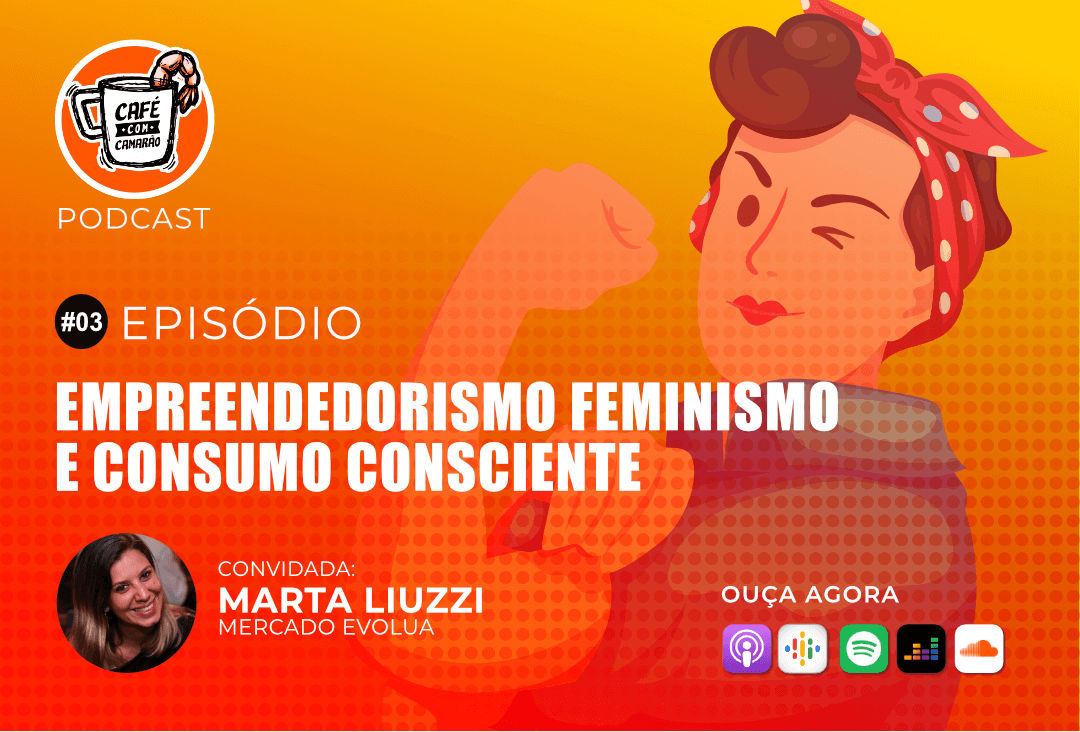 CAFÉ
COM
CAMARÃO
PODCAST
#03 EPISÓDIO
EMPREENDEDORISMO FEMINISMO
E CONSUMO CONSCIENTE
CONVIDADA:
MARTA LIUZZI
MERCADO EVOLUA
OUÇA AGORA